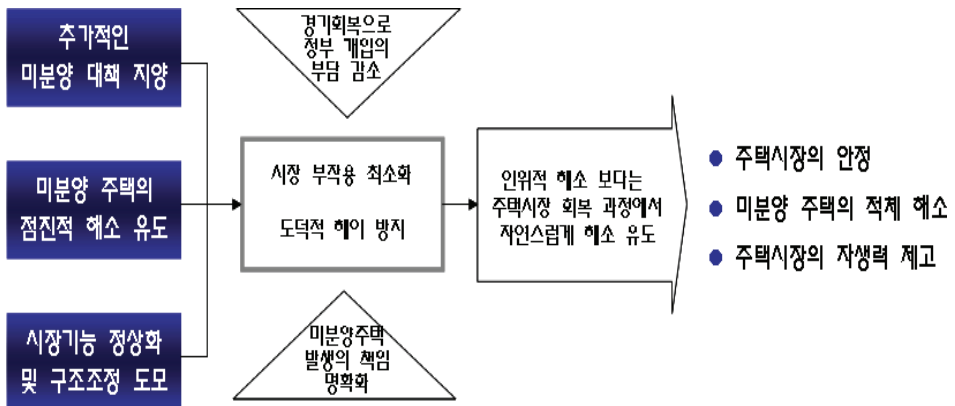 추가적인
미분양 대책 지양
미분양 주택의
점진적 해소 유도
시장기능 정상화
및 구조조정 도모
경기회복으로
정부 개입의
부담 감소
시장 부작용 최소화
도덕적 헤이 방지
미분양주택
발생의 책임
명확화
인위적 해소 보다는
주택시장 회복 과정에서
자연스럽게 해소 유도
● 주택시장의 안정
● 미분양 주택의 적체 해소
● 주택시장의 자생력 제고